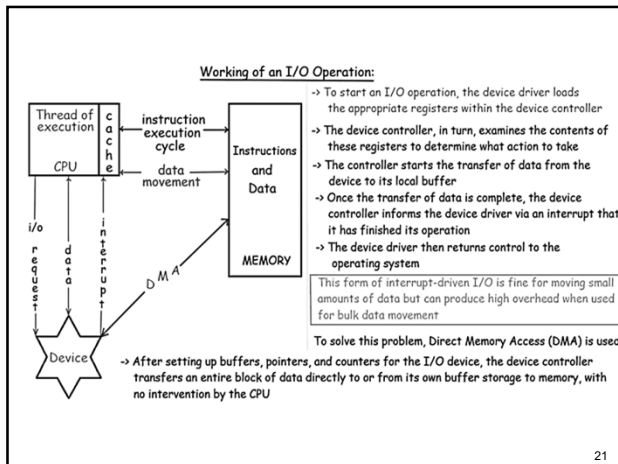 Working of an I/O Operation:
Thread of
execution
CPU
cache
instruction
execution
cycle
data
movement
Instructions
and
Data
MEMORY
i/o request
data
interrupt
DMA
Device
-> To start an I/O operation, the device driver loads
the appropriate registers within the device controller
-> The device controller, in turn, examines the contents of
these registers to determine what action to take
-> The controller starts the transfer of data from the
device to its local buffer
-> Once the transfer of data is complete, the device
controller informs the device driver via an interrupt that
it has finished its operation
-> The device driver then returns control to the
operating system
This form of interrupt-driven I/O is fine for moving small
amounts of data but can produce high overhead when used
for bulk data movement
To solve this problem, Direct Memory Access (DMA) is used
-> After setting up buffers, pointers, and counters for the I/O device, the device controller
transfers an entire block of data directly to or from its own buffer storage to memory, with
no intervention by the CPU
21